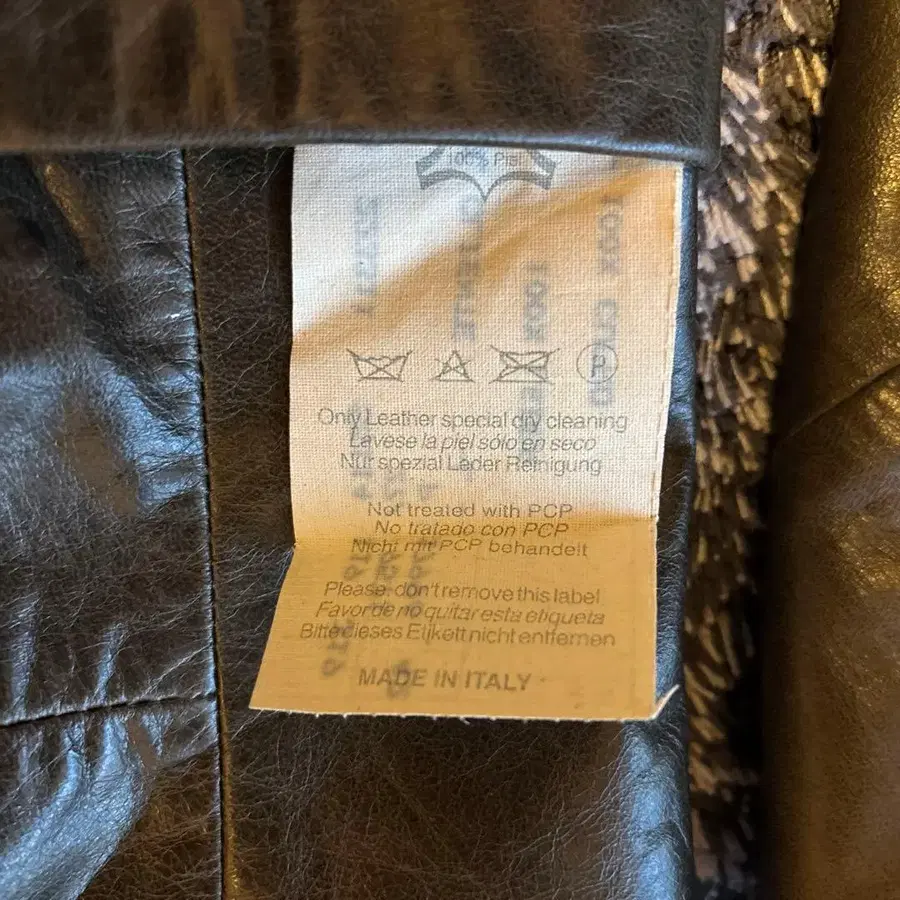 100% Piel
P
Only Leather special dry cleaning
Lavese la piel sólo en seco
Nur spezial Leder Reinigung
Not treated with PCP
No tratado con PCP
Nicht mit PCP behandelt
Please, don't remove this label
Favor de no quitar esta etiqueta
Bitte dieses Etikett nicht entfernen
MADE IN ITALY